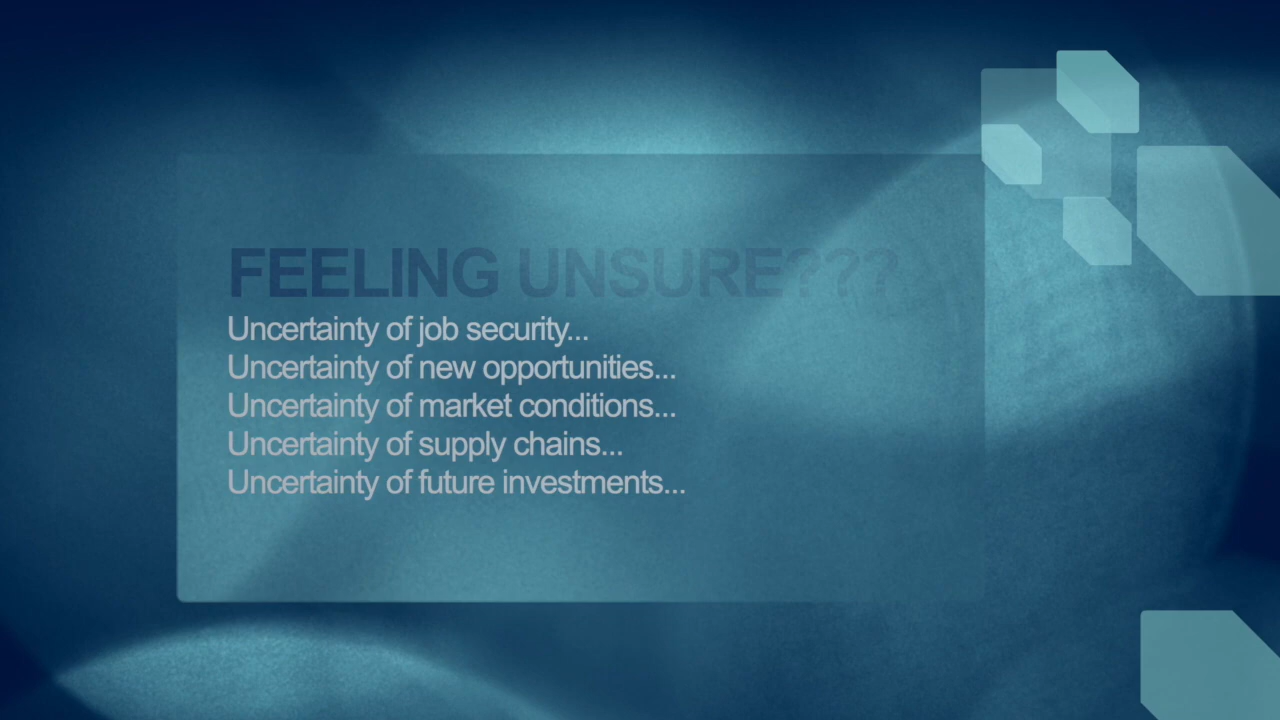 FEELING UNSURE???
Uncertainty of job security...
Uncertainty of new opportunities...
Uncertainty of market conditions...
Uncertainty of supply chains...
Uncertainty of future investments...